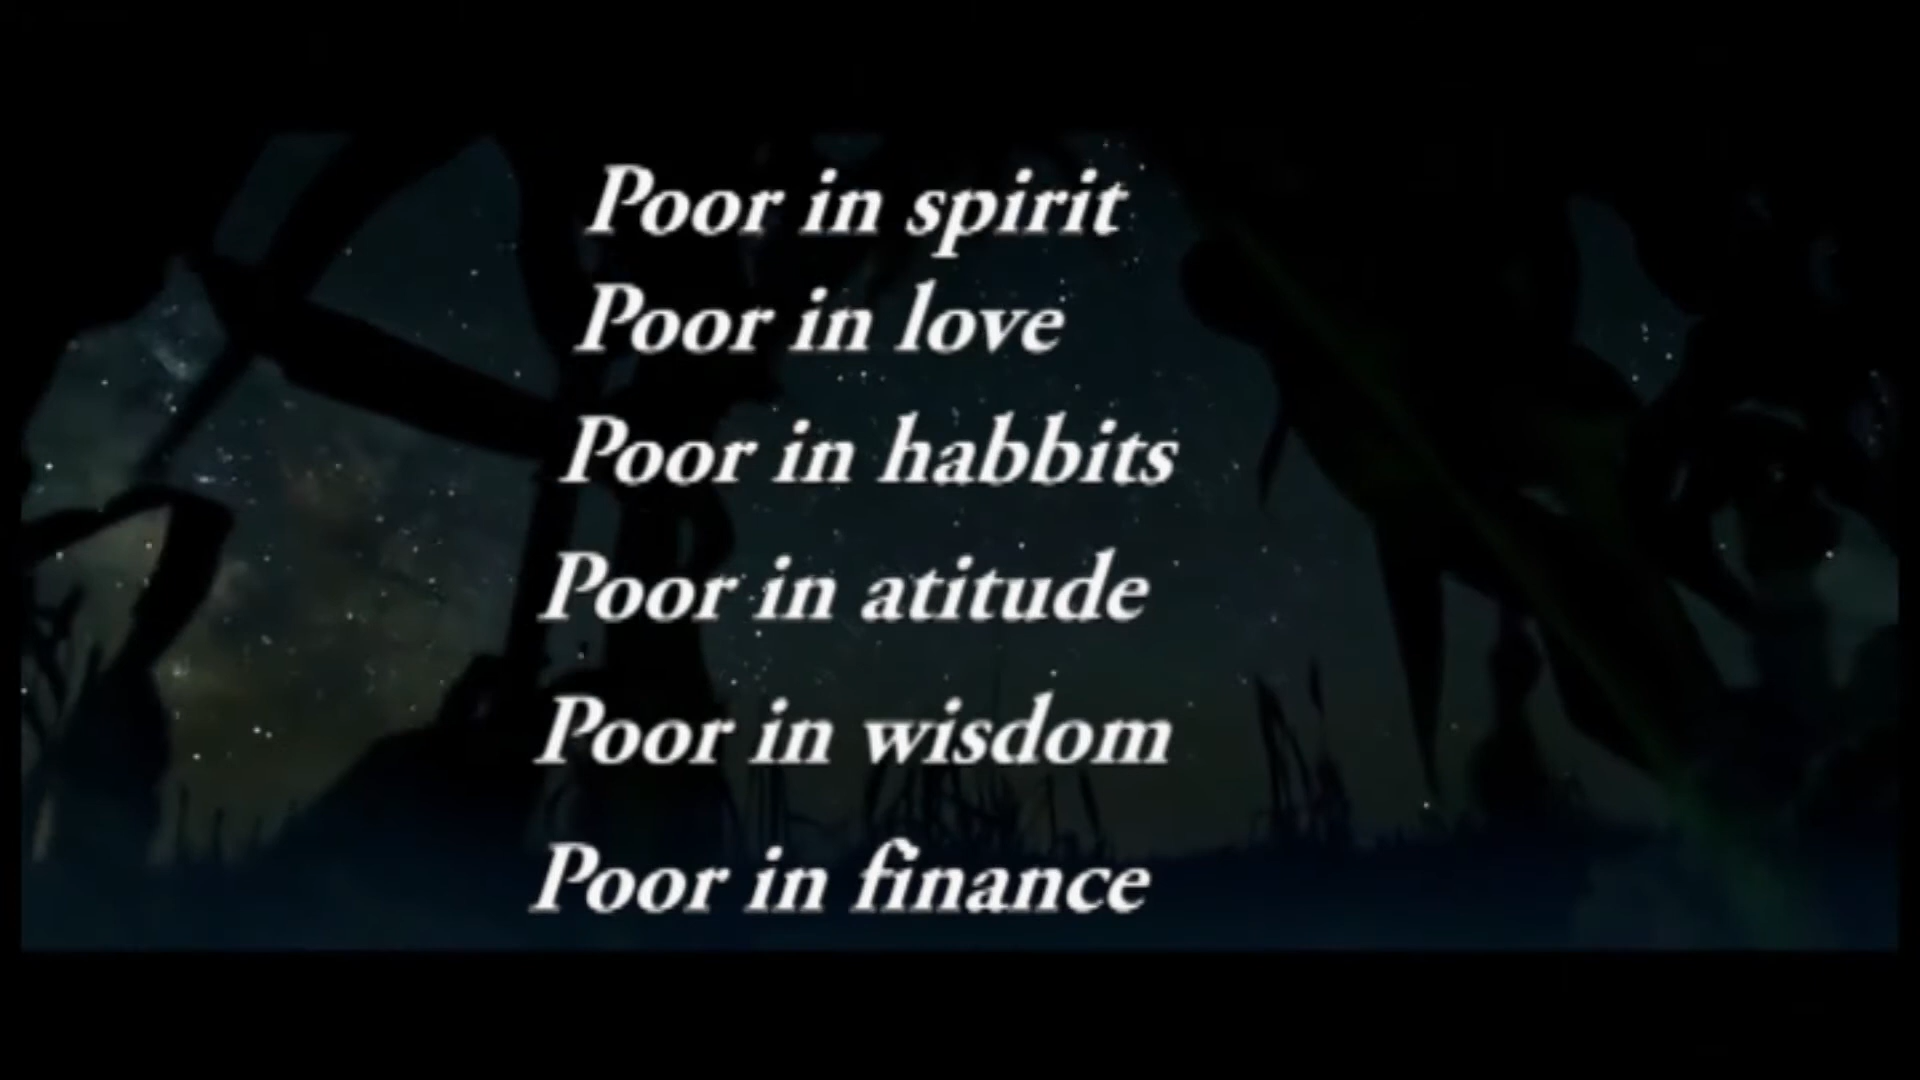 Poor in spirit
Poor in love
Poor in habbits
Poor in atitude
Poor in wisdom
Poor in finance